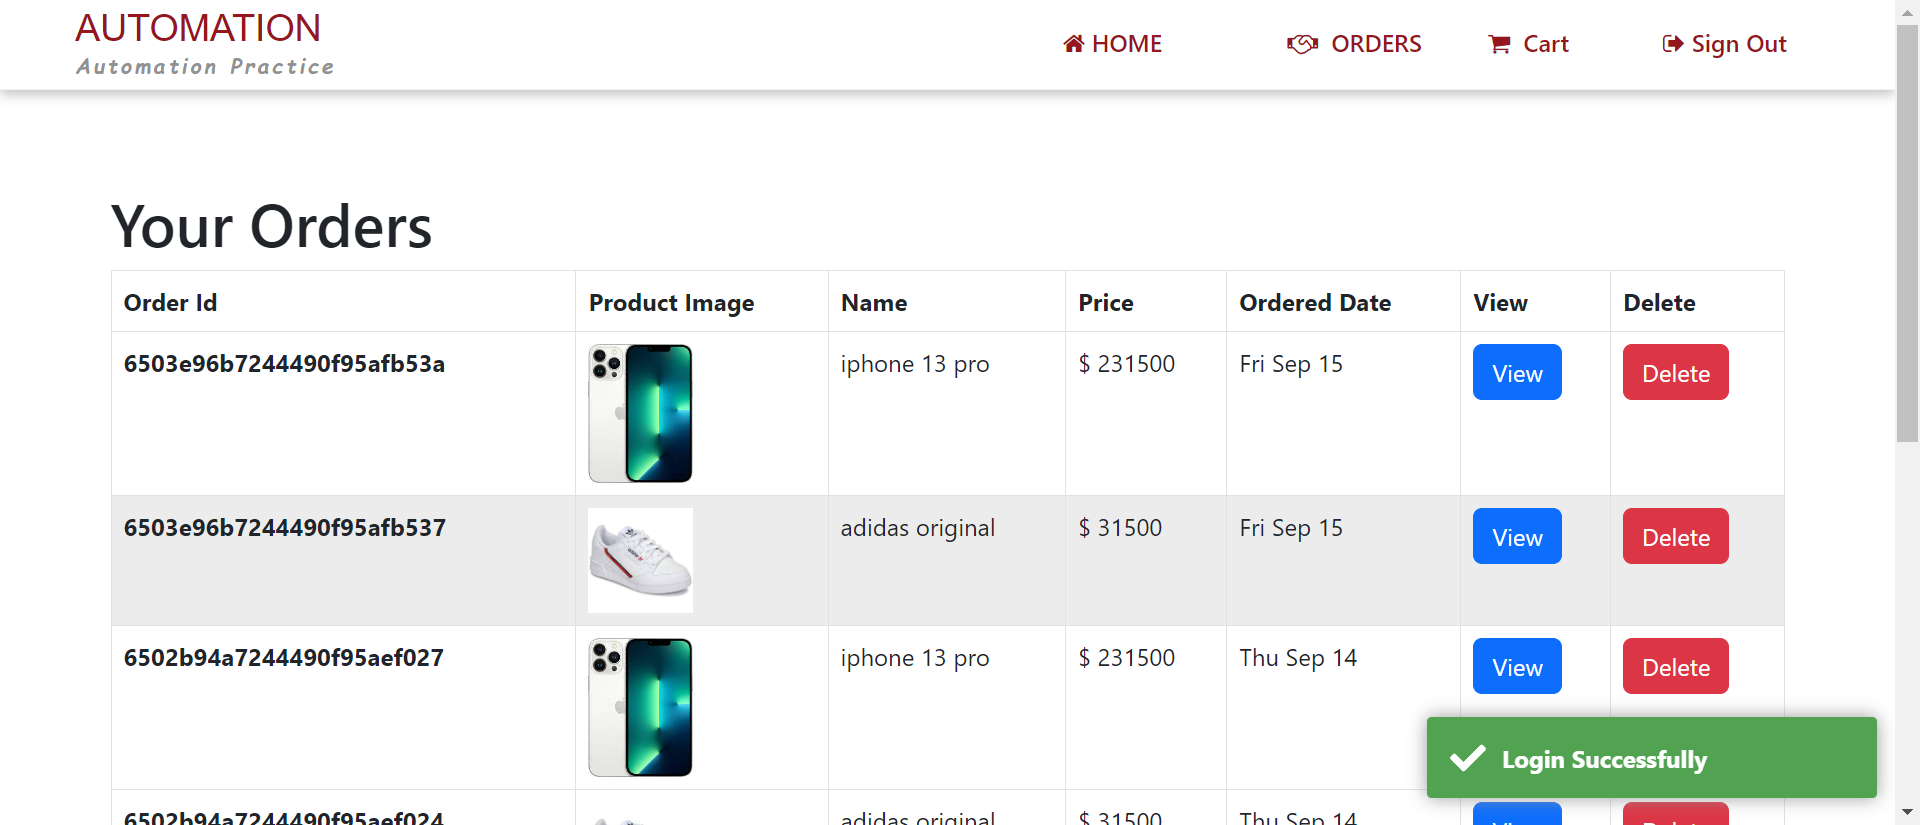 AUTOMATION
Automation Practice
HOME
ORDERS
Cart
Sign Out
Your Orders
Order Id Product Image Name Price Ordered Date View Delete
6503e96b7244490f95afb53a iphone 13 pro $ 231500 Fri Sep 15 View Delete
6503e96b7244490f95afb537 adidas original $ 31500 Fri Sep 15 View Delete
6502b94a7244490f95aef027 iphone 13 pro $ 231500 Thu Sep 14 View Delete
Login Successfully
6502b94a7244490f95aef024 adidas original $ 31500 Thu Sep 14